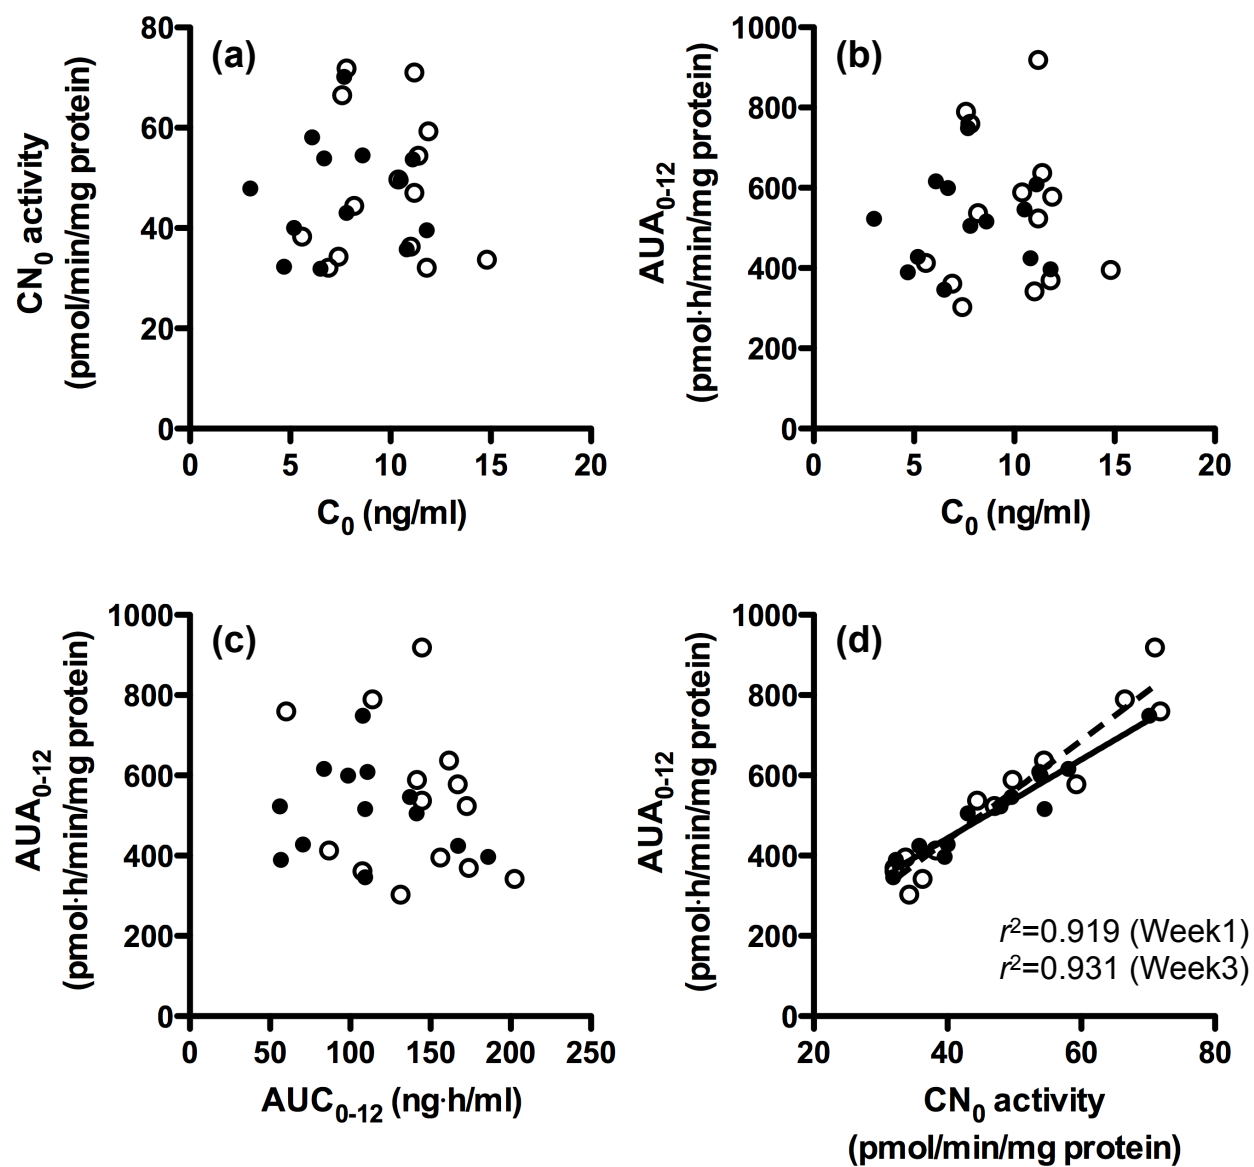 (a)
CN0 activity
(pmol/min/mg protein)
80
60
40
20
0
0 5 10 15 20
C0 (ng/ml)
(b)
AUA0-12
(pmol·h/min/mg protein)
1000
800
600
400
200
0
0 5 10 15 20
C0 (ng/ml)
(c)
AUA0-12
(pmol·h/min/mg protein)
1000
800
600
400
200
0
0 50 100 150 200 250
AUC0-12 (ng·h/ml)
(d)
AUA0-12
(pmol·h/min/mg protein)
1000
800
600
400
200
0
r2=0.919 (Week1)
r2=0.931 (Week3)
20 40 60 80
CN0 activity
(pmol/min/mg protein)